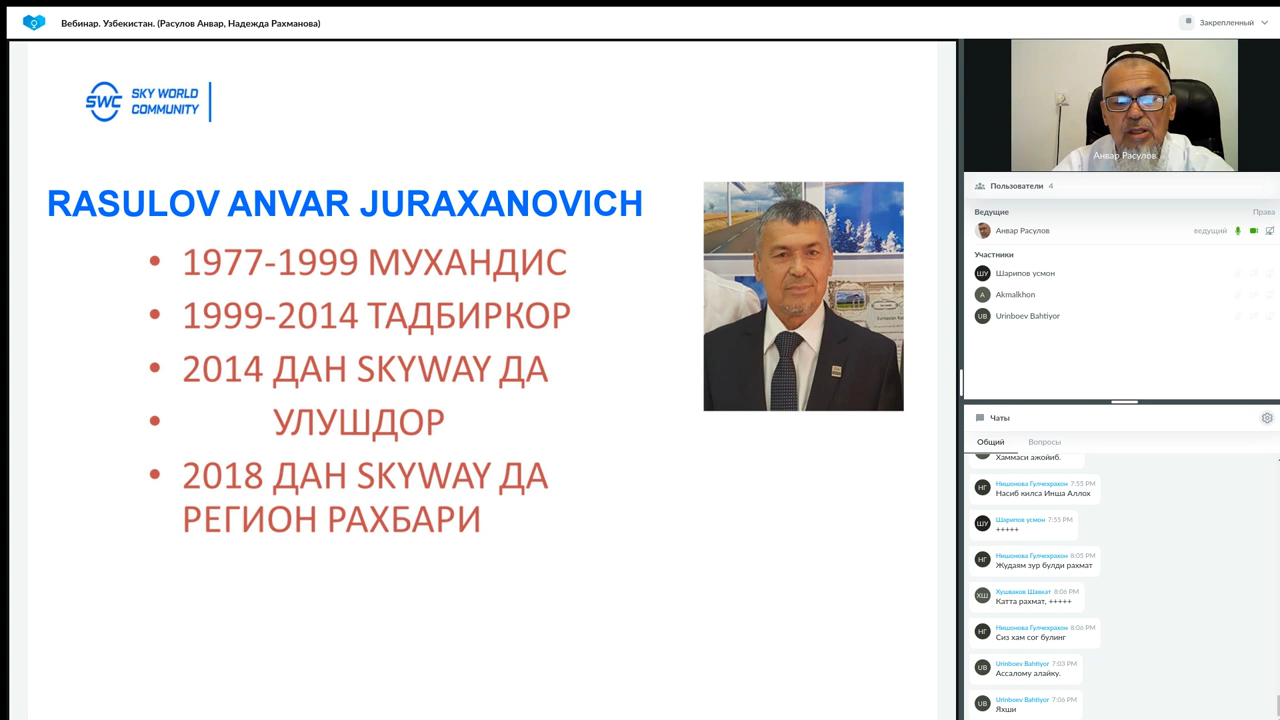 Вебинар. Узбекистан. (Расулов Анвар, Надежда Рахманова)
Закрепленный
SWC SKY WORLD
COMMUNITY
RASULOV ANVAR JURAXANOVICH
• 1977-1999 МУХАНДИС
• 1999-2014 ТАДБИРКОР
• 2014 ДАН SKYWAY ДА
• УЛУШДОР
• 2018 ДАН SKYWAY ДА
РЕГИОН РАХБАРИ
Анвар Расулов
Пользователи 4
Ведущие Права
Анвар Расулов ведущий
Участники
ШУ Шарипов усмон
A Akmalkhon
UB Urinboev Bahtiyor
Чаты
Общий Вопросы
Хаммаси ажойиб.
НГ Нишонова Гулчехрахон 7:55 PM
Насиб килса Инша Аллох
ШУ Шарипов усмон 7:55 PM
+++++
НГ Нишонова Гулчехрахон 8:05 PM
Жудаям зур булди рахмат
ХШ Хушваков Шавкат 8:06 PM
Катта рахмат, +++++
НГ Нишонова Гулчехрахон 8:06 PM
Сиз хам сог булинг
UB Urinboev Bahtiyor 7:03 PM
Ассалому алайку.
UB Urinboev Bahtiyor 7:06 PM
Яхши